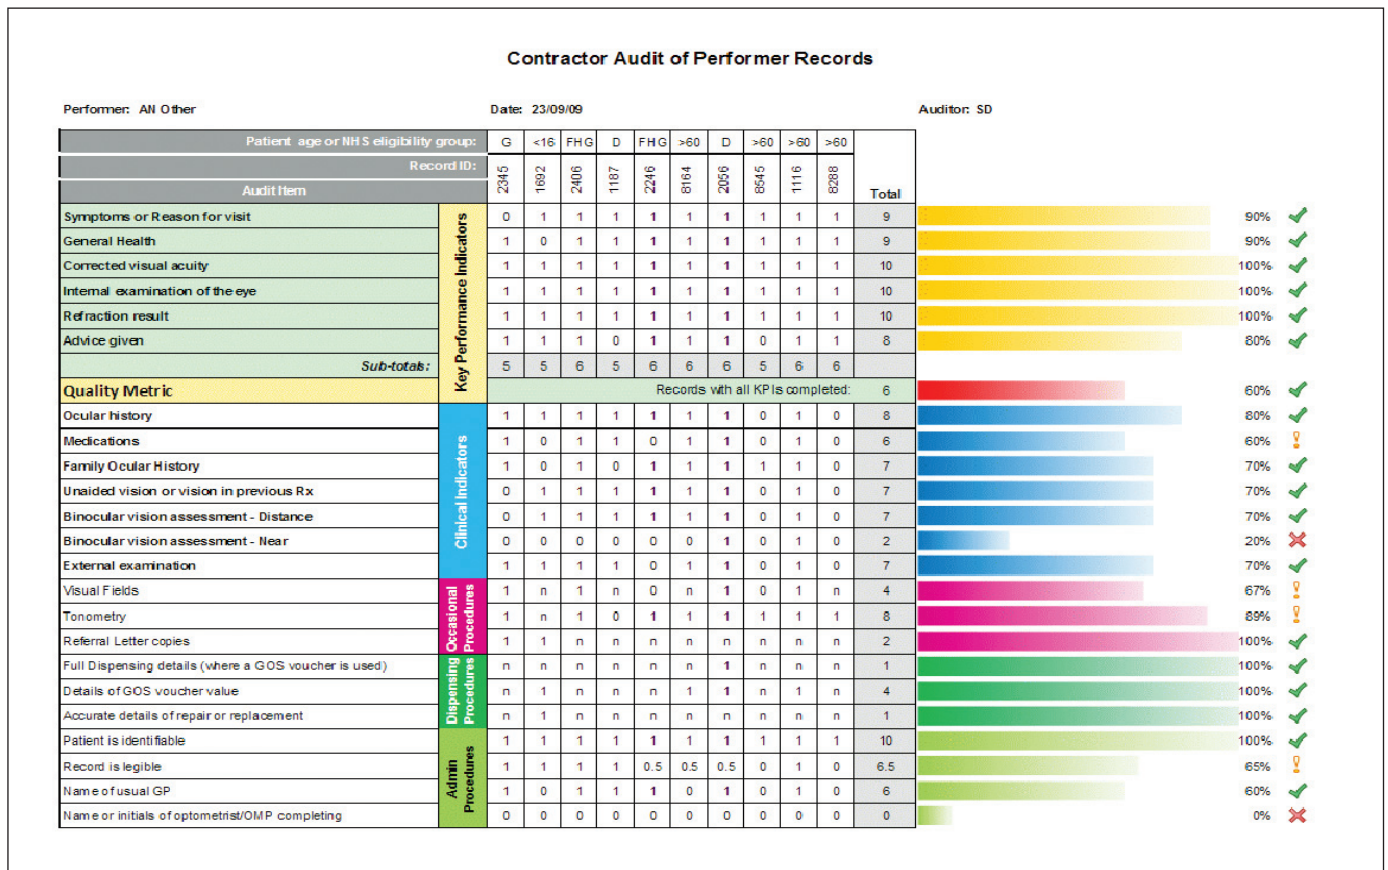 Contractor Audit of Performer Records
Performer: AN Other Date: 23/09/09 Auditor: SD
Patient age or NHS eligibility group: G <16 FHG D FHG >60 D >60 >60 >60
Record ID: 2345 1692 2406 1187 2246 8164 2056 8545 1116 8288
Audit Item Total
Key Performance Indicators
Symptoms or Reason for visit 0 1 1 1 1 1 1 1 1 1 9 90%
General Health 1 0 1 1 1 1 1 1 1 1 9 90%
Corrected visual acuity 1 1 1 1 1 1 1 1 1 1 10 100%
Internal examination of the eye 1 1 1 1 1 1 1 1 1 1 10 100%
Refraction result 1 1 1 1 1 1 1 1 1 1 10 100%
Advice given 1 1 1 0 1 1 1 0 1 1 8 80%
Sub-totals: 5 5 6 5 6 6 6 5 6 6
Quality Metric Records with all KPIs completed: 6 60%
Clinical Indicators
Ocular history 1 1 1 1 1 1 1 0 1 0 8 80%
Medications 1 0 1 1 0 1 1 0 1 0 6 60%
Family Ocular History 1 0 1 0 1 1 1 1 1 0 7 70%
Unaided vision or vision in previous Rx 0 1 1 1 1 1 1 0 1 0 7 70%
Binocular vision assessment - Distance 0 1 1 1 1 1 1 0 1 0 7 70%
Binocular vision assessment - Near 0 0 0 0 0 0 1 0 1 0 2 20%
External examination 1 1 1 1 0 1 1 0 1 0 7 70%
Occasional Procedures
Visual Fields 1 n 1 n 0 n 1 0 1 n 4 67%
Tonometry 1 n 1 0 1 1 1 1 1 1 8 89%
Referral Letter copies 1 1 n n n n n n n n 2 100%
Dispensing Procedures
Full Dispensing details (where a GOS voucher is used) n n n n n n 1 n n n 1 100%
Details of GOS voucher value n 1 n n n 1 1 n 1 n 4 100%
Accurate details of repair or replacement n 1 n n n n n n n n 1 100%
Admin Procedures
Patient is identifiable 1 1 1 1 1 1 1 1 1 1 10 100%
Record is legible 1 1 1 1 0.5 0.5 0.5 0 1 0 6.5 65%
Name of usual GP 1 0 1 1 1 0 1 0 1 0 6 60%
Name or initials of optometrist/OMP completing 0 0 0 0 0 0 0 0 0 0 0 0%